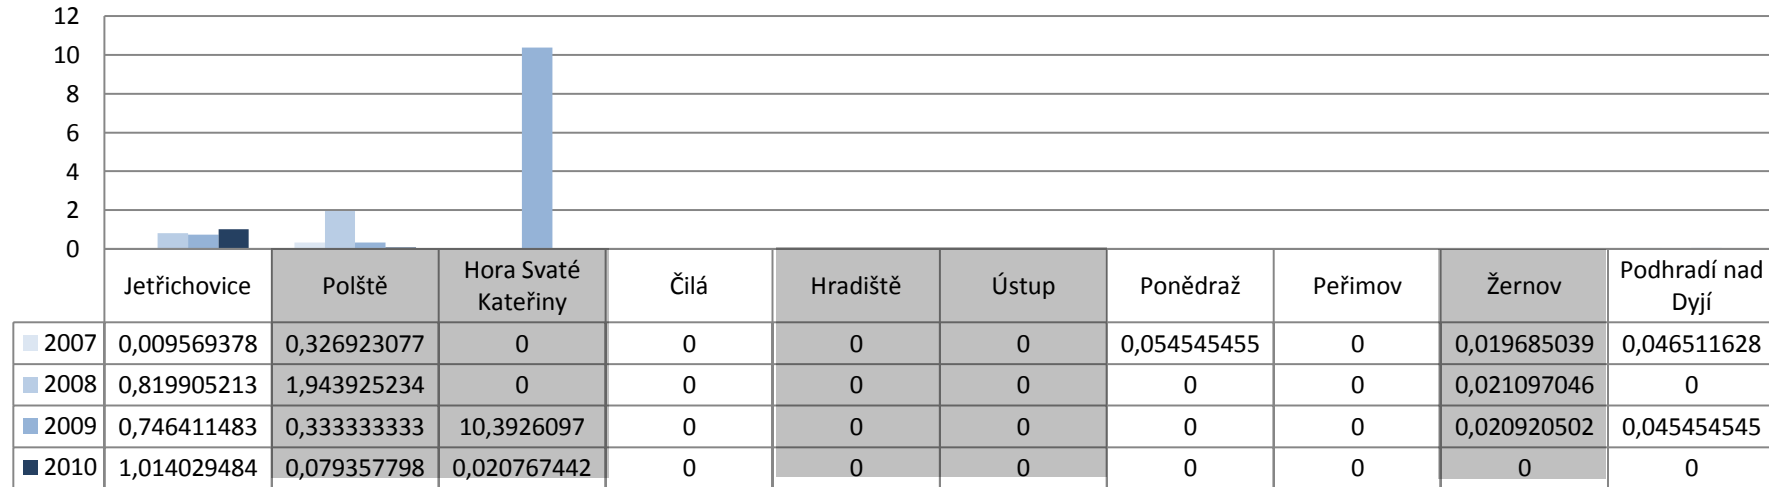 12
10
8
6
4
2
0
Jetřichovice Polště Hora Svaté Kateřiny Čilá Hradiště Ústup Ponědraž Peřimov Žernov Podhradí nad Dyjí
2007 0,009569378 0,326923077 0 0 0 0 0,054545455 0 0,019685039 0,046511628
2008 0,819905213 1,943925234 0 0 0 0 0 0 0,021097046 0
2009 0,746411483 0,333333333 10,3926097 0 0 0 0 0 0,020920502 0,045454545
2010 1,014029484 0,079357798 0,020767442 0 0 0 0 0 0 0